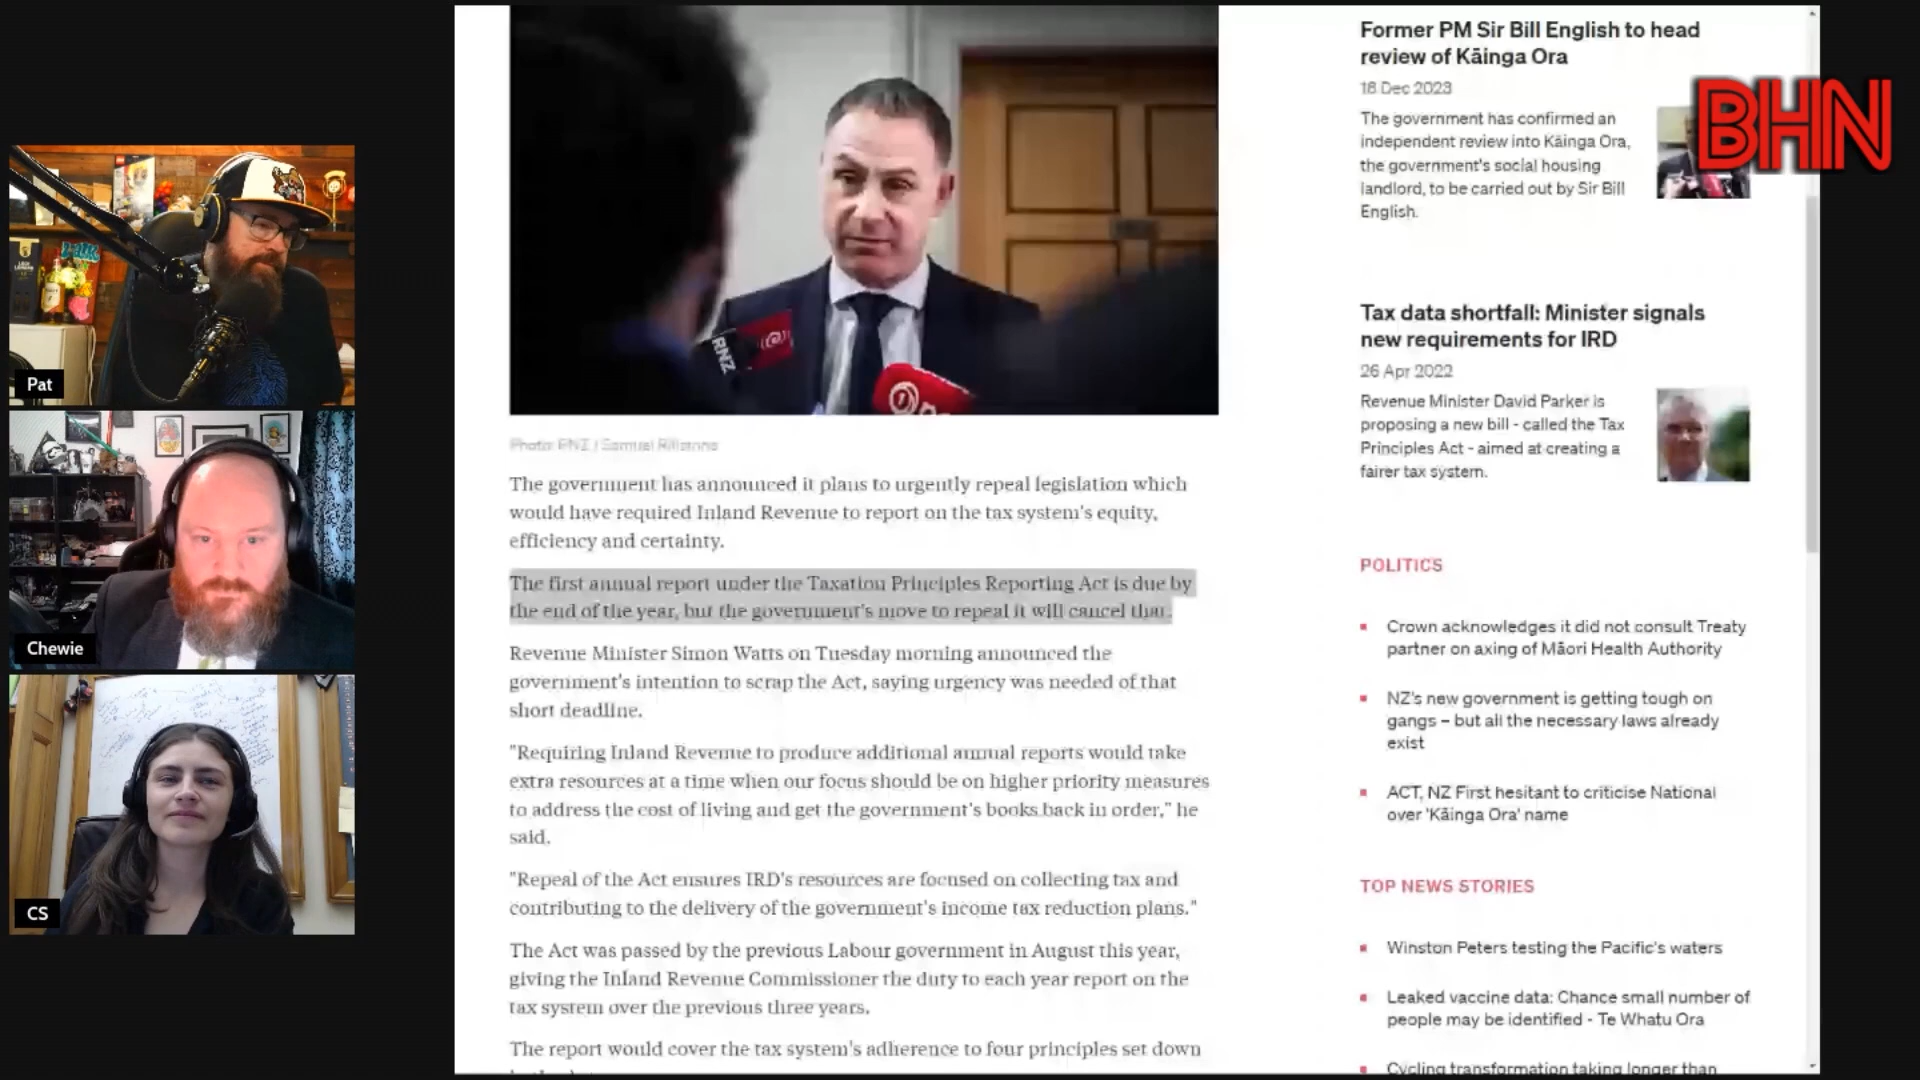 Pat
Chewie
CS
BHN
RNZ
Photo: RNZ / Samuel Rillstone
The government has announced it plans to urgently repeal legislation which
would have required Inland Revenue to report on the tax system's equity,
efficiency and certainty.
The first annual report under the Taxation Principles Reporting Act is due by
the end of the year, but the government's move to repeal it will cancel that.
Revenue Minister Simon Watts on Tuesday morning announced the
government's intention to scrap the Act, saying urgency was needed of that
short deadline.
"Requiring Inland Revenue to produce additional annual reports would take
extra resources at a time when our focus should be on higher priority measures
to address the cost of living and get the government's books back in order," he
said.
"Repeal of the Act ensures IRD's resources are focused on collecting tax and
contributing to the delivery of the government's income tax reduction plans."
The Act was passed by the previous Labour government in August this year,
giving the Inland Revenue Commissioner the duty to each year report on the
tax system over the previous three years.
The report would cover the tax system's adherence to four principles set down
Former PM Sir Bill English to head
review of Kāinga Ora
18 Dec 2023
The government has confirmed an
independent review into Kāinga Ora,
the government's social housing
landlord, to be carried out by Sir Bill
English.
Tax data shortfall: Minister signals
new requirements for IRD
26 Apr 2022
Revenue Minister David Parker is
proposing a new bill - called the Tax
Principles Act - aimed at creating a
fairer tax system.
POLITICS
Crown acknowledges it did not consult Treaty
partner on axing of Māori Health Authority
NZ's new government is getting tough on
gangs – but all the necessary laws already
exist
ACT, NZ First hesitant to criticise National
over 'Kāinga Ora' name
TOP NEWS STORIES
Winston Peters testing the Pacific's waters
Leaked vaccine data: Chance small number of
people may be identified - Te Whatu Ora
Cycling transformation taking longer than